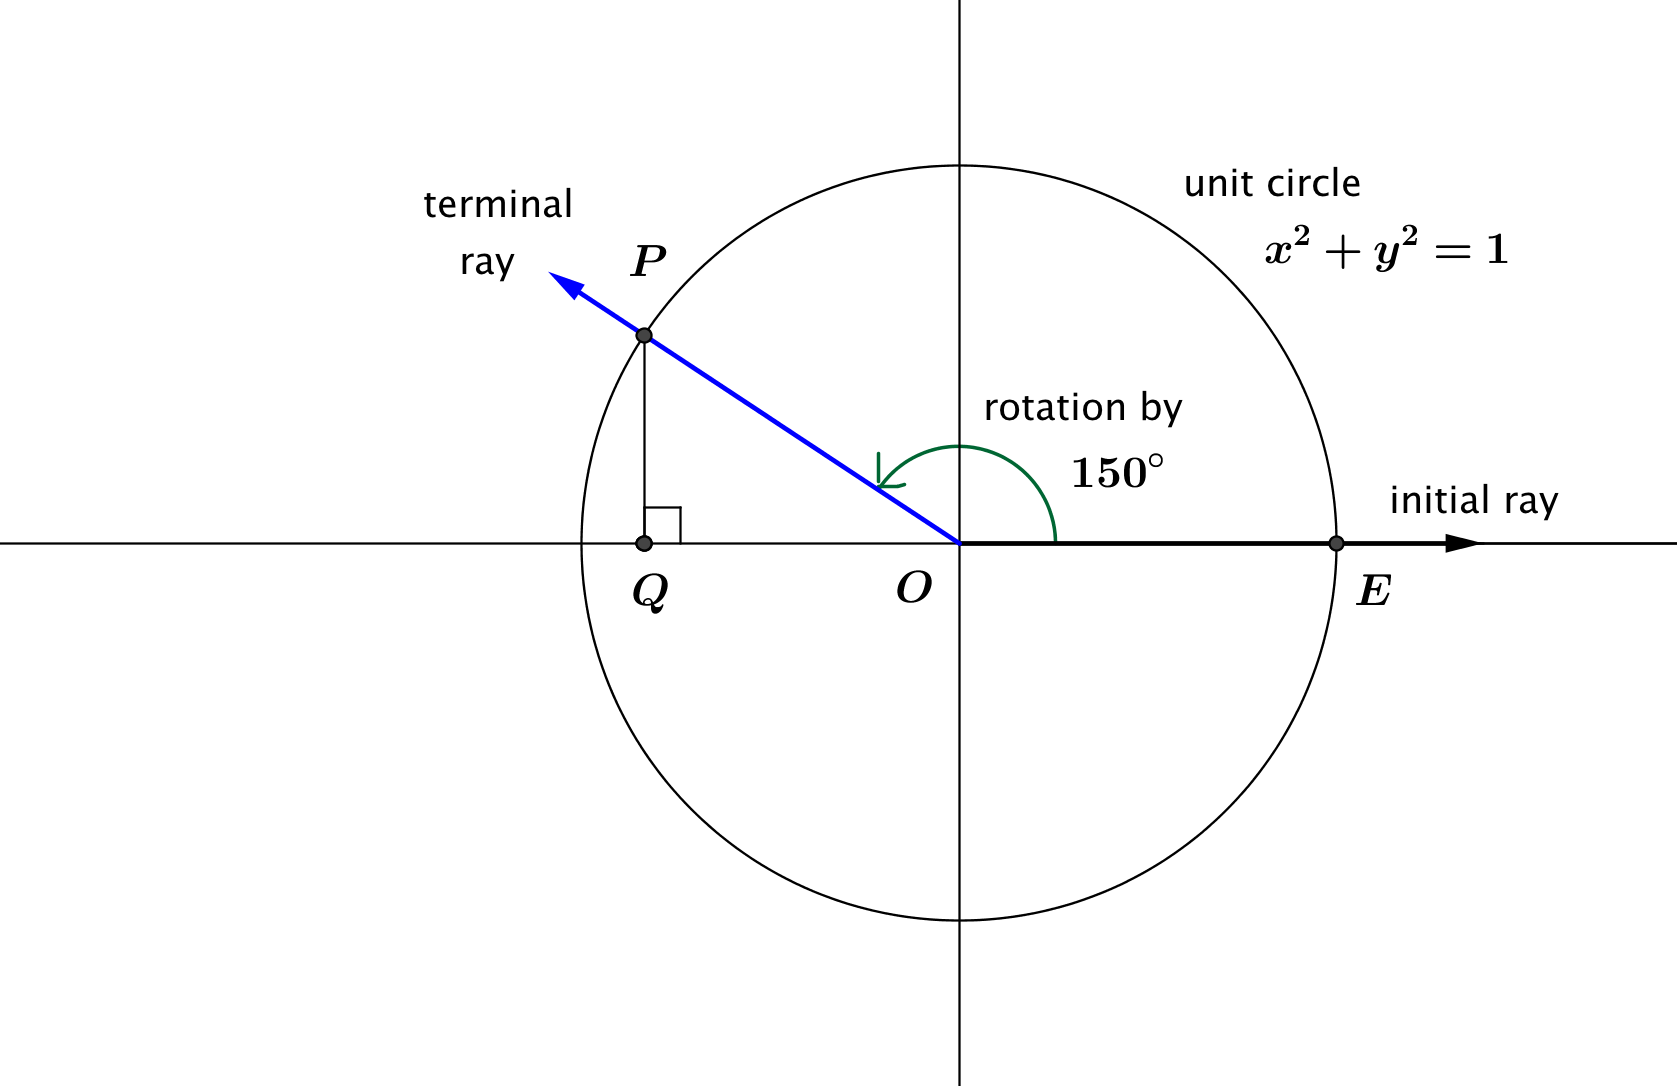 unit circle
x² + y² = 1
terminal
ray
P
rotation by
150°
initial ray
Q
O
E